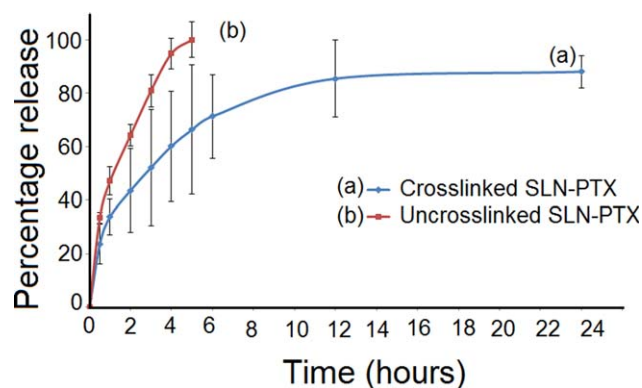 Percentage release
100
80
60
40
20
0
(b)
(a)
(a) Crosslinked SLN-PTX
(b) Uncrosslinked SLN-PTX
0 2 4 6 8 10 12 14 16 18 20 22 24 26
Time (hours)